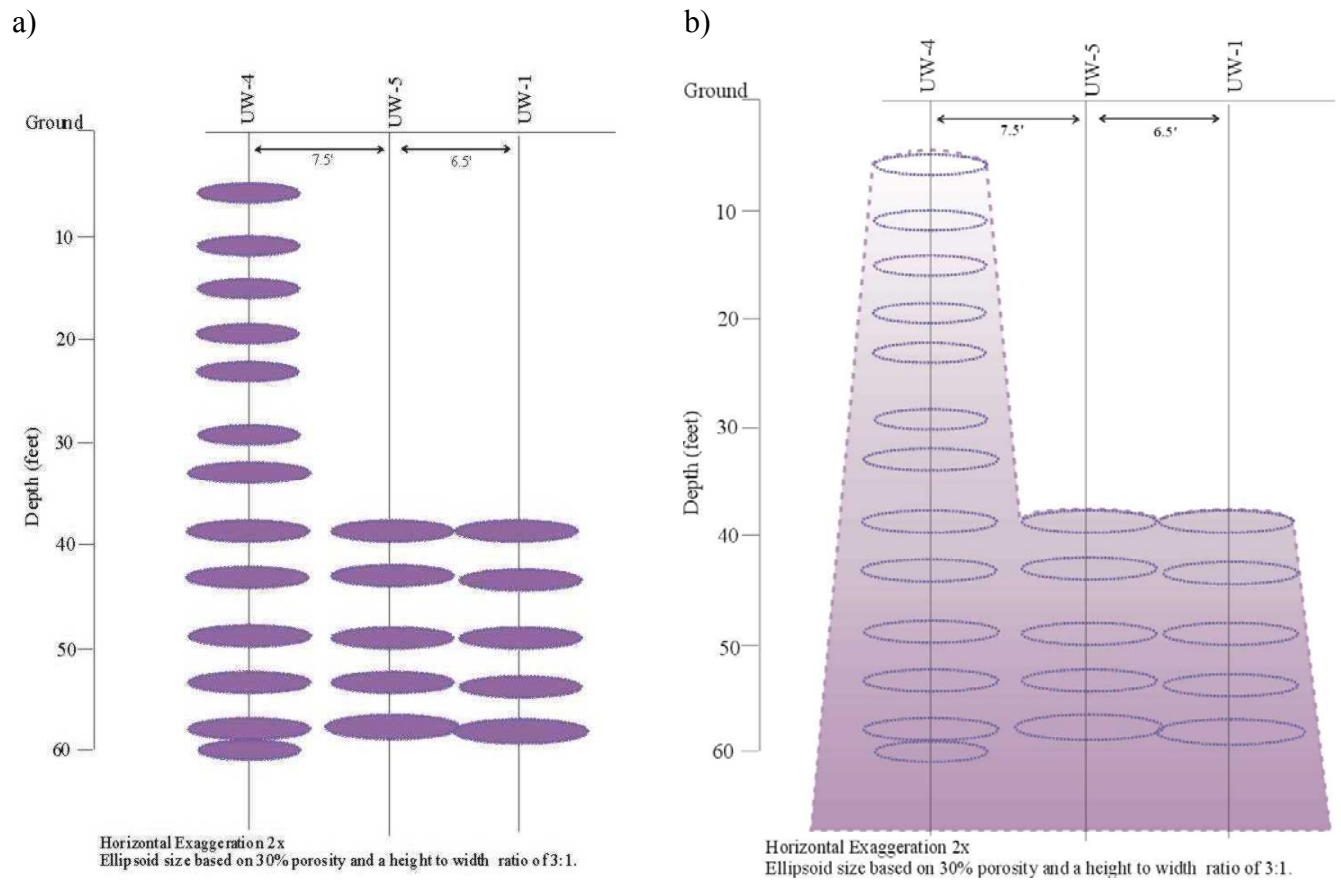 a)
UW-4
UW-5
UW-1
Ground
7.5'
6.5'
10
20
30
Depth (feet)
40
50
60
Horizontal Exaggeration 2x
Ellipsoid size based on 30% porosity and a height to width ratio of 3:1.
b)
UW-4
UW-5
UW-1
Ground
7.5'
6.5'
10
20
30
Depth (feet)
40
50
60
Horizontal Exaggeration 2x
Ellipsoid size based on 30% porosity and a height to width ratio of 3:1.